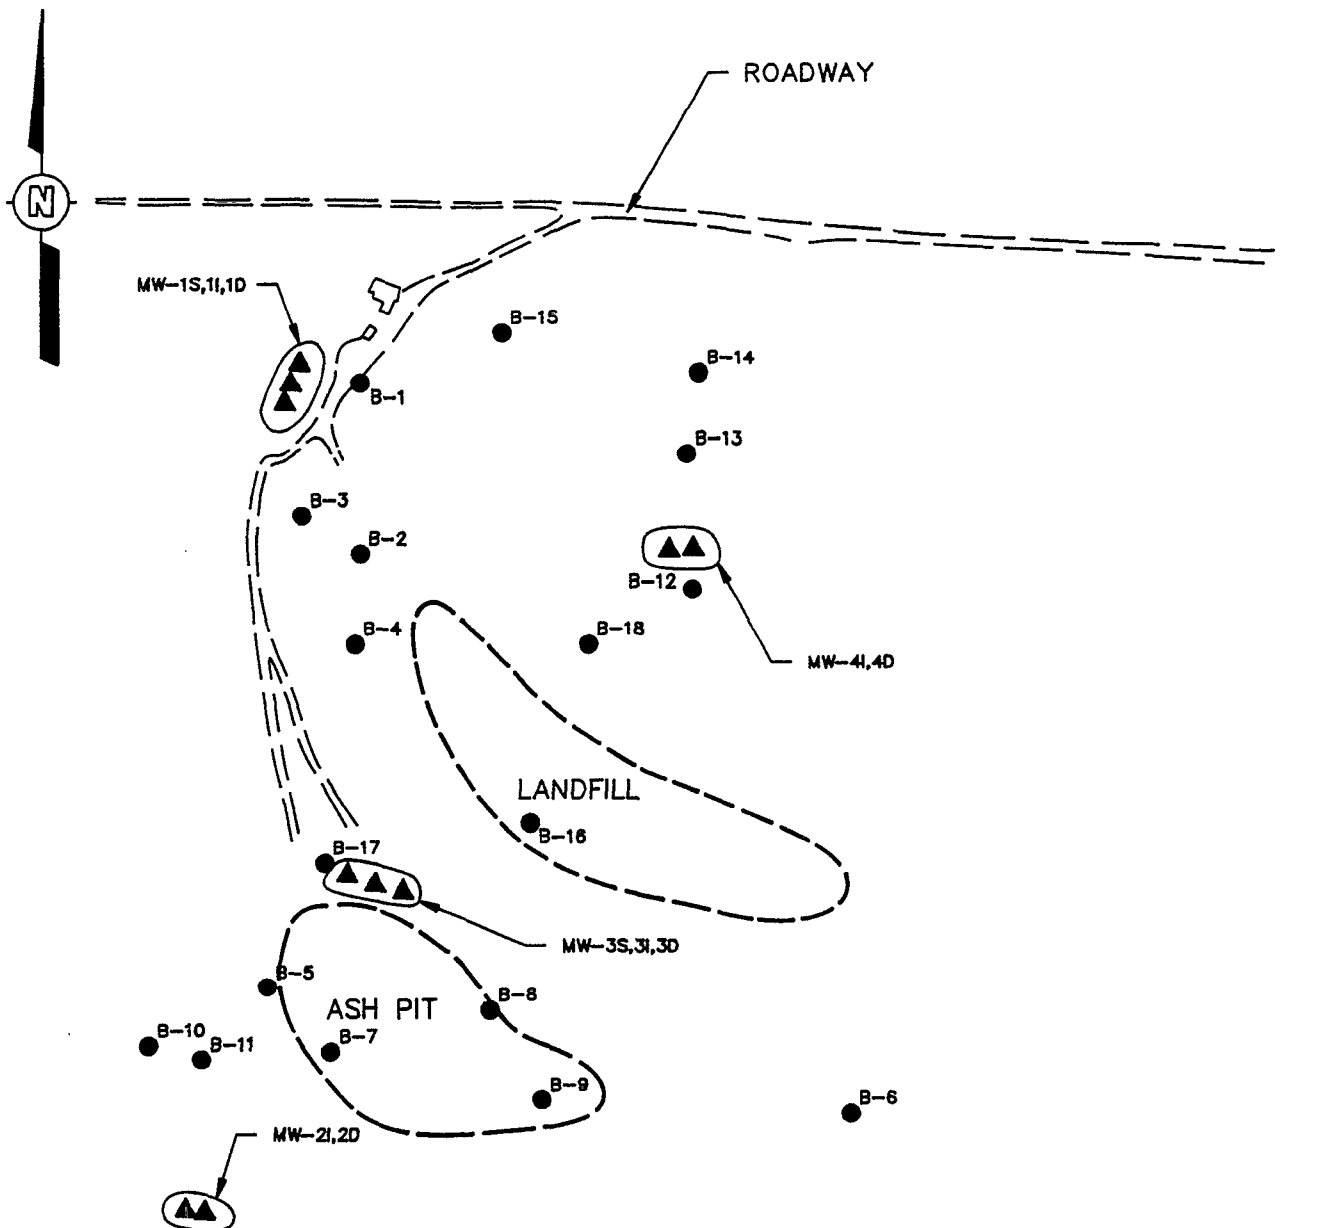 ROADWAY
N
MW-1S,1I,1D
B-15
B-14
B-1
B-13
B-3
B-2
B-12
B-4
B-18
MW-4I,4D
LANDFILL
B-16
B-17
MW-3S,3I,3D
B-5
B-8
ASH PIT
B-10
B-11
B-7
B-9
B-6
MW-2I,2D